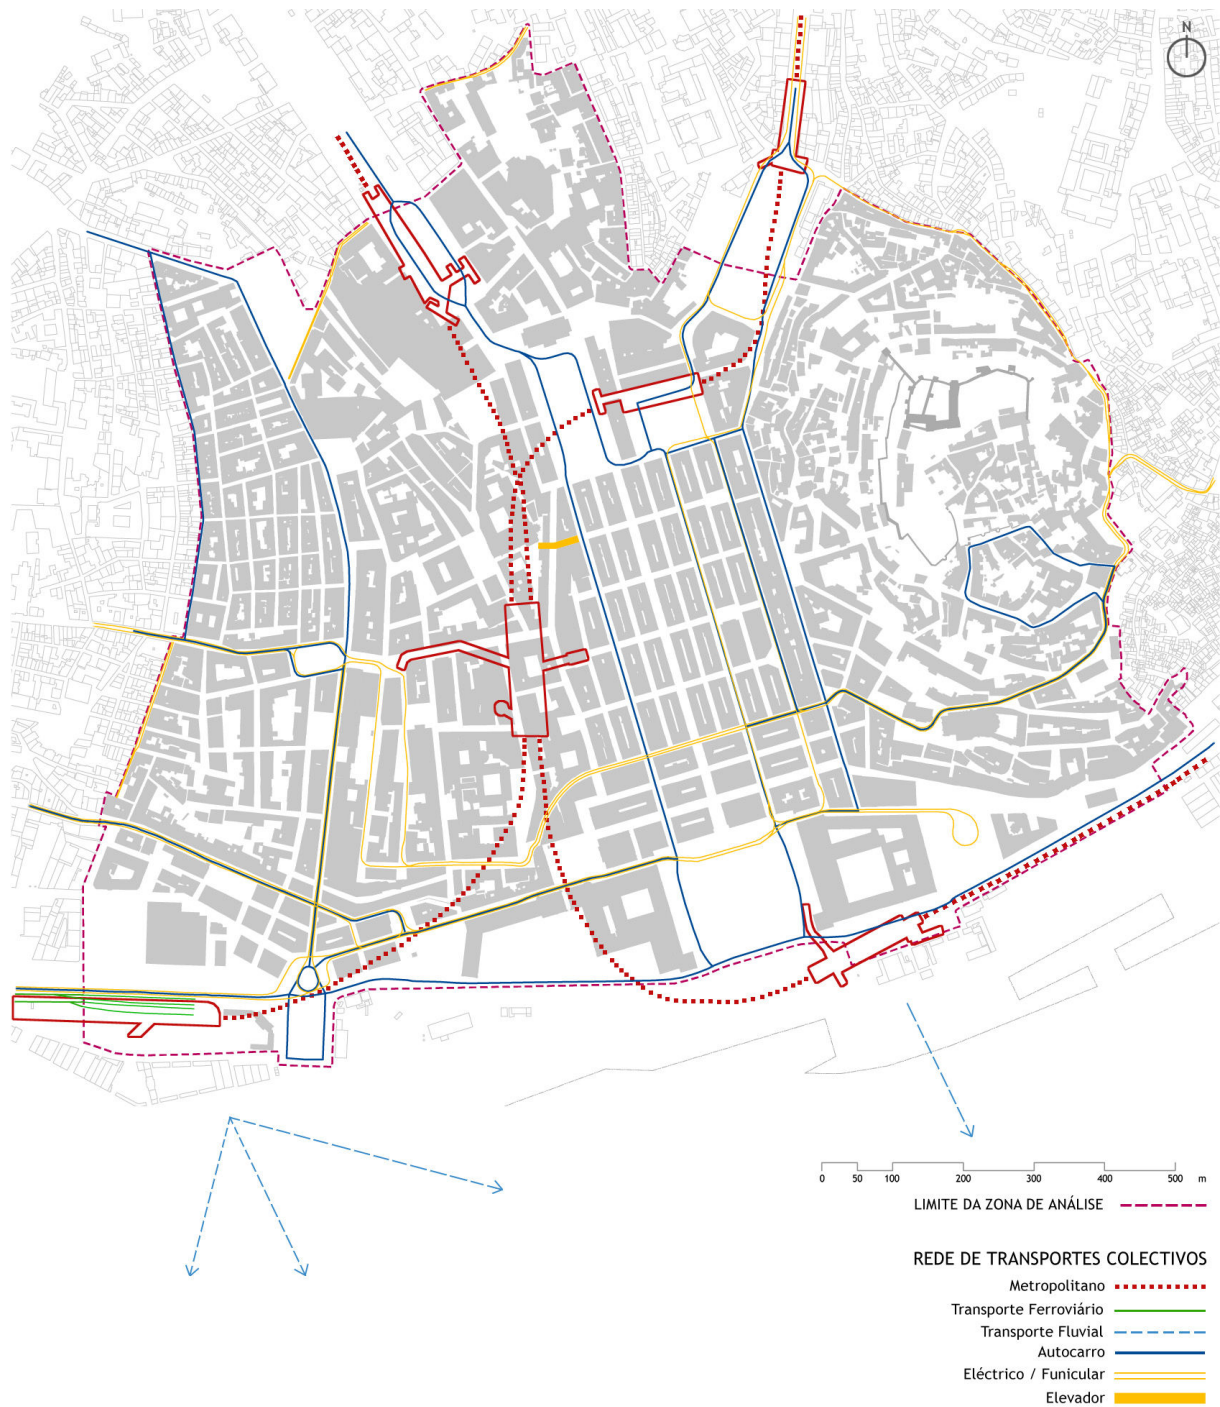 N
0 50 100 200 300 400 500 m
LIMITE DA ZONA DE ANÁLISE
REDE DE TRANSPORTES COLECTIVOS
Metropolitano
Transporte Ferroviário
Transporte Fluvial
Autocarro
Eléctrico / Funicular
Elevador